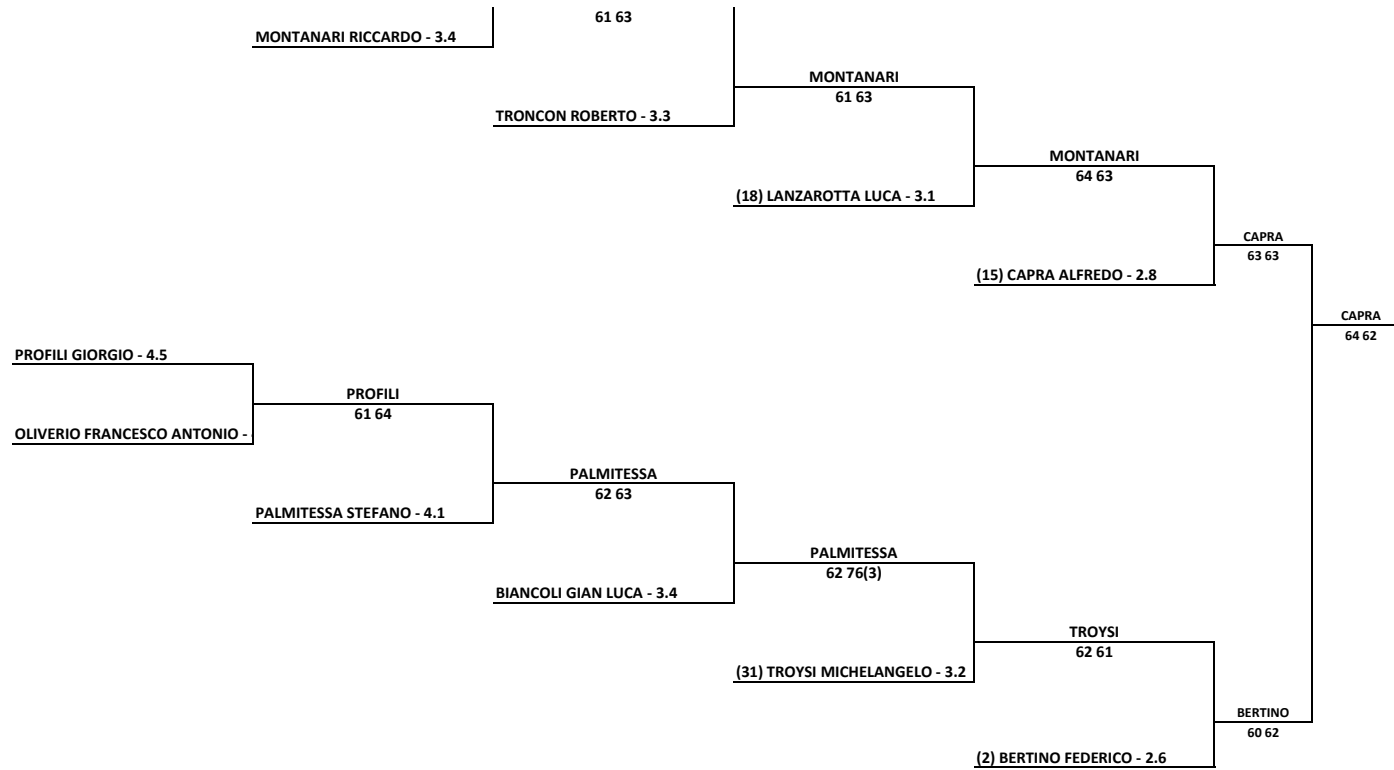 61 63
MONTANARI RICCARDO - 3.4
MONTANARI
61 63
TRONCON ROBERTO - 3.3
MONTANARI
64 63
(18) LANZAROTTA LUCA - 3.1
CAPRA
63 63
(15) CAPRA ALFREDO - 2.8
CAPRA
64 62
PROFILI GIORGIO - 4.5
PROFILI
61 64
OLIVERIO FRANCESCO ANTONIO -
PALMITESSA
62 63
PALMITESSA STEFANO - 4.1
PALMITESSA
62 76(3)
BIANCOLI GIAN LUCA - 3.4
TROYSI
62 61
(31) TROYSI MICHELANGELO - 3.2
BERTINO
60 62
(2) BERTINO FEDERICO - 2.6